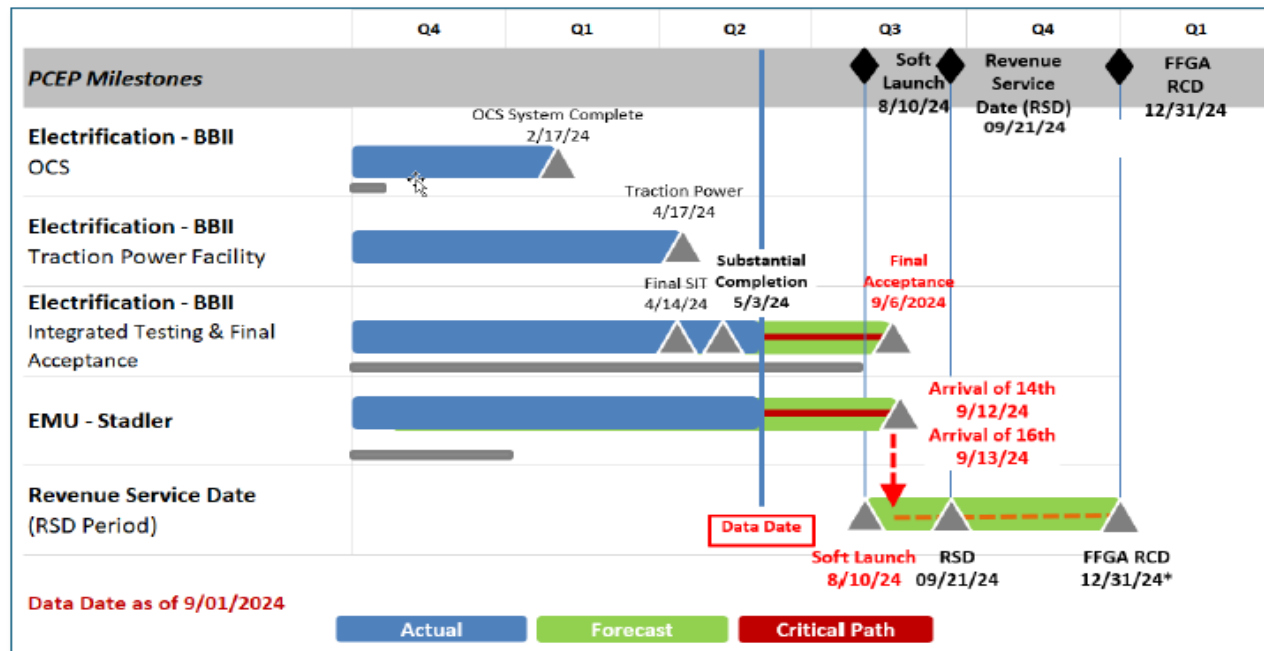 Q4 Q1 Q2 Q3 Q4 Q1
PCEP Milestones
Soft
Launch
8/10/24
Revenue
Service
Date (RSD)
09/21/24
FFGA
RCD
12/31/24
Electrification - BBII
OCS
OCS System Complete
2/17/24
Electrification - BBII
Traction Power Facility
Traction Power
4/17/24
Electrification - BBII
Integrated Testing & Final
Acceptance
Final SIT
4/14/24
Substantial
Completion
5/3/24
Final
Acceptance
9/6/2024
EMU - Stadler
Arrival of 14th
9/12/24
Arrival of 16th
9/13/24
Revenue Service Date
(RSD Period)
Data Date
Soft Launch
8/10/24
RSD
09/21/24
FFGA RCD
12/31/24*
Data Date as of 9/01/2024
Actual
Forecast
Critical Path